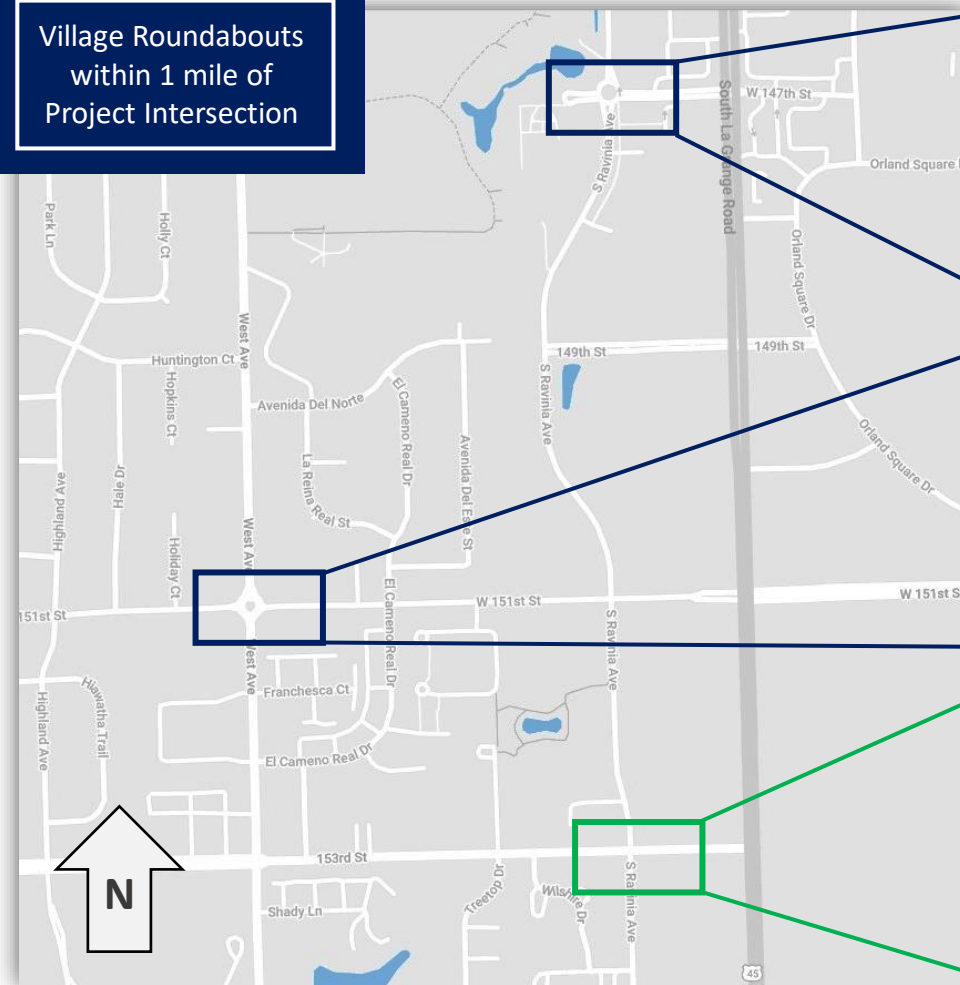 Village Roundabouts
within 1 mile of
Project Intersection
W 147th St
S Ravinia Ave
South La Grange Road
Orland Square
Park Ln
Holly Ct
Orland Square Dr
West Ave
Huntington Ct
149th St
149th St
Hopkins Ct
El Cameno Real Dr
S Ravinia Ave
Avenida Del Norte
Avenida Del Este St
Orland Square Dr
Highland Ave
Hale Dr
La Reina Real St
West Ave
Holiday Ct
El Cameno Real Dr
W 151st St
W 151st S
151st St
S Ravinia Ave
West Ave
Franchesca Ct
Hiawatha Trail
Highland Ave
El Cameno Real Dr
153rd St
N
Treetop Dr
Wilshire Dr
S Ravinia Ave
Shady Ln
45